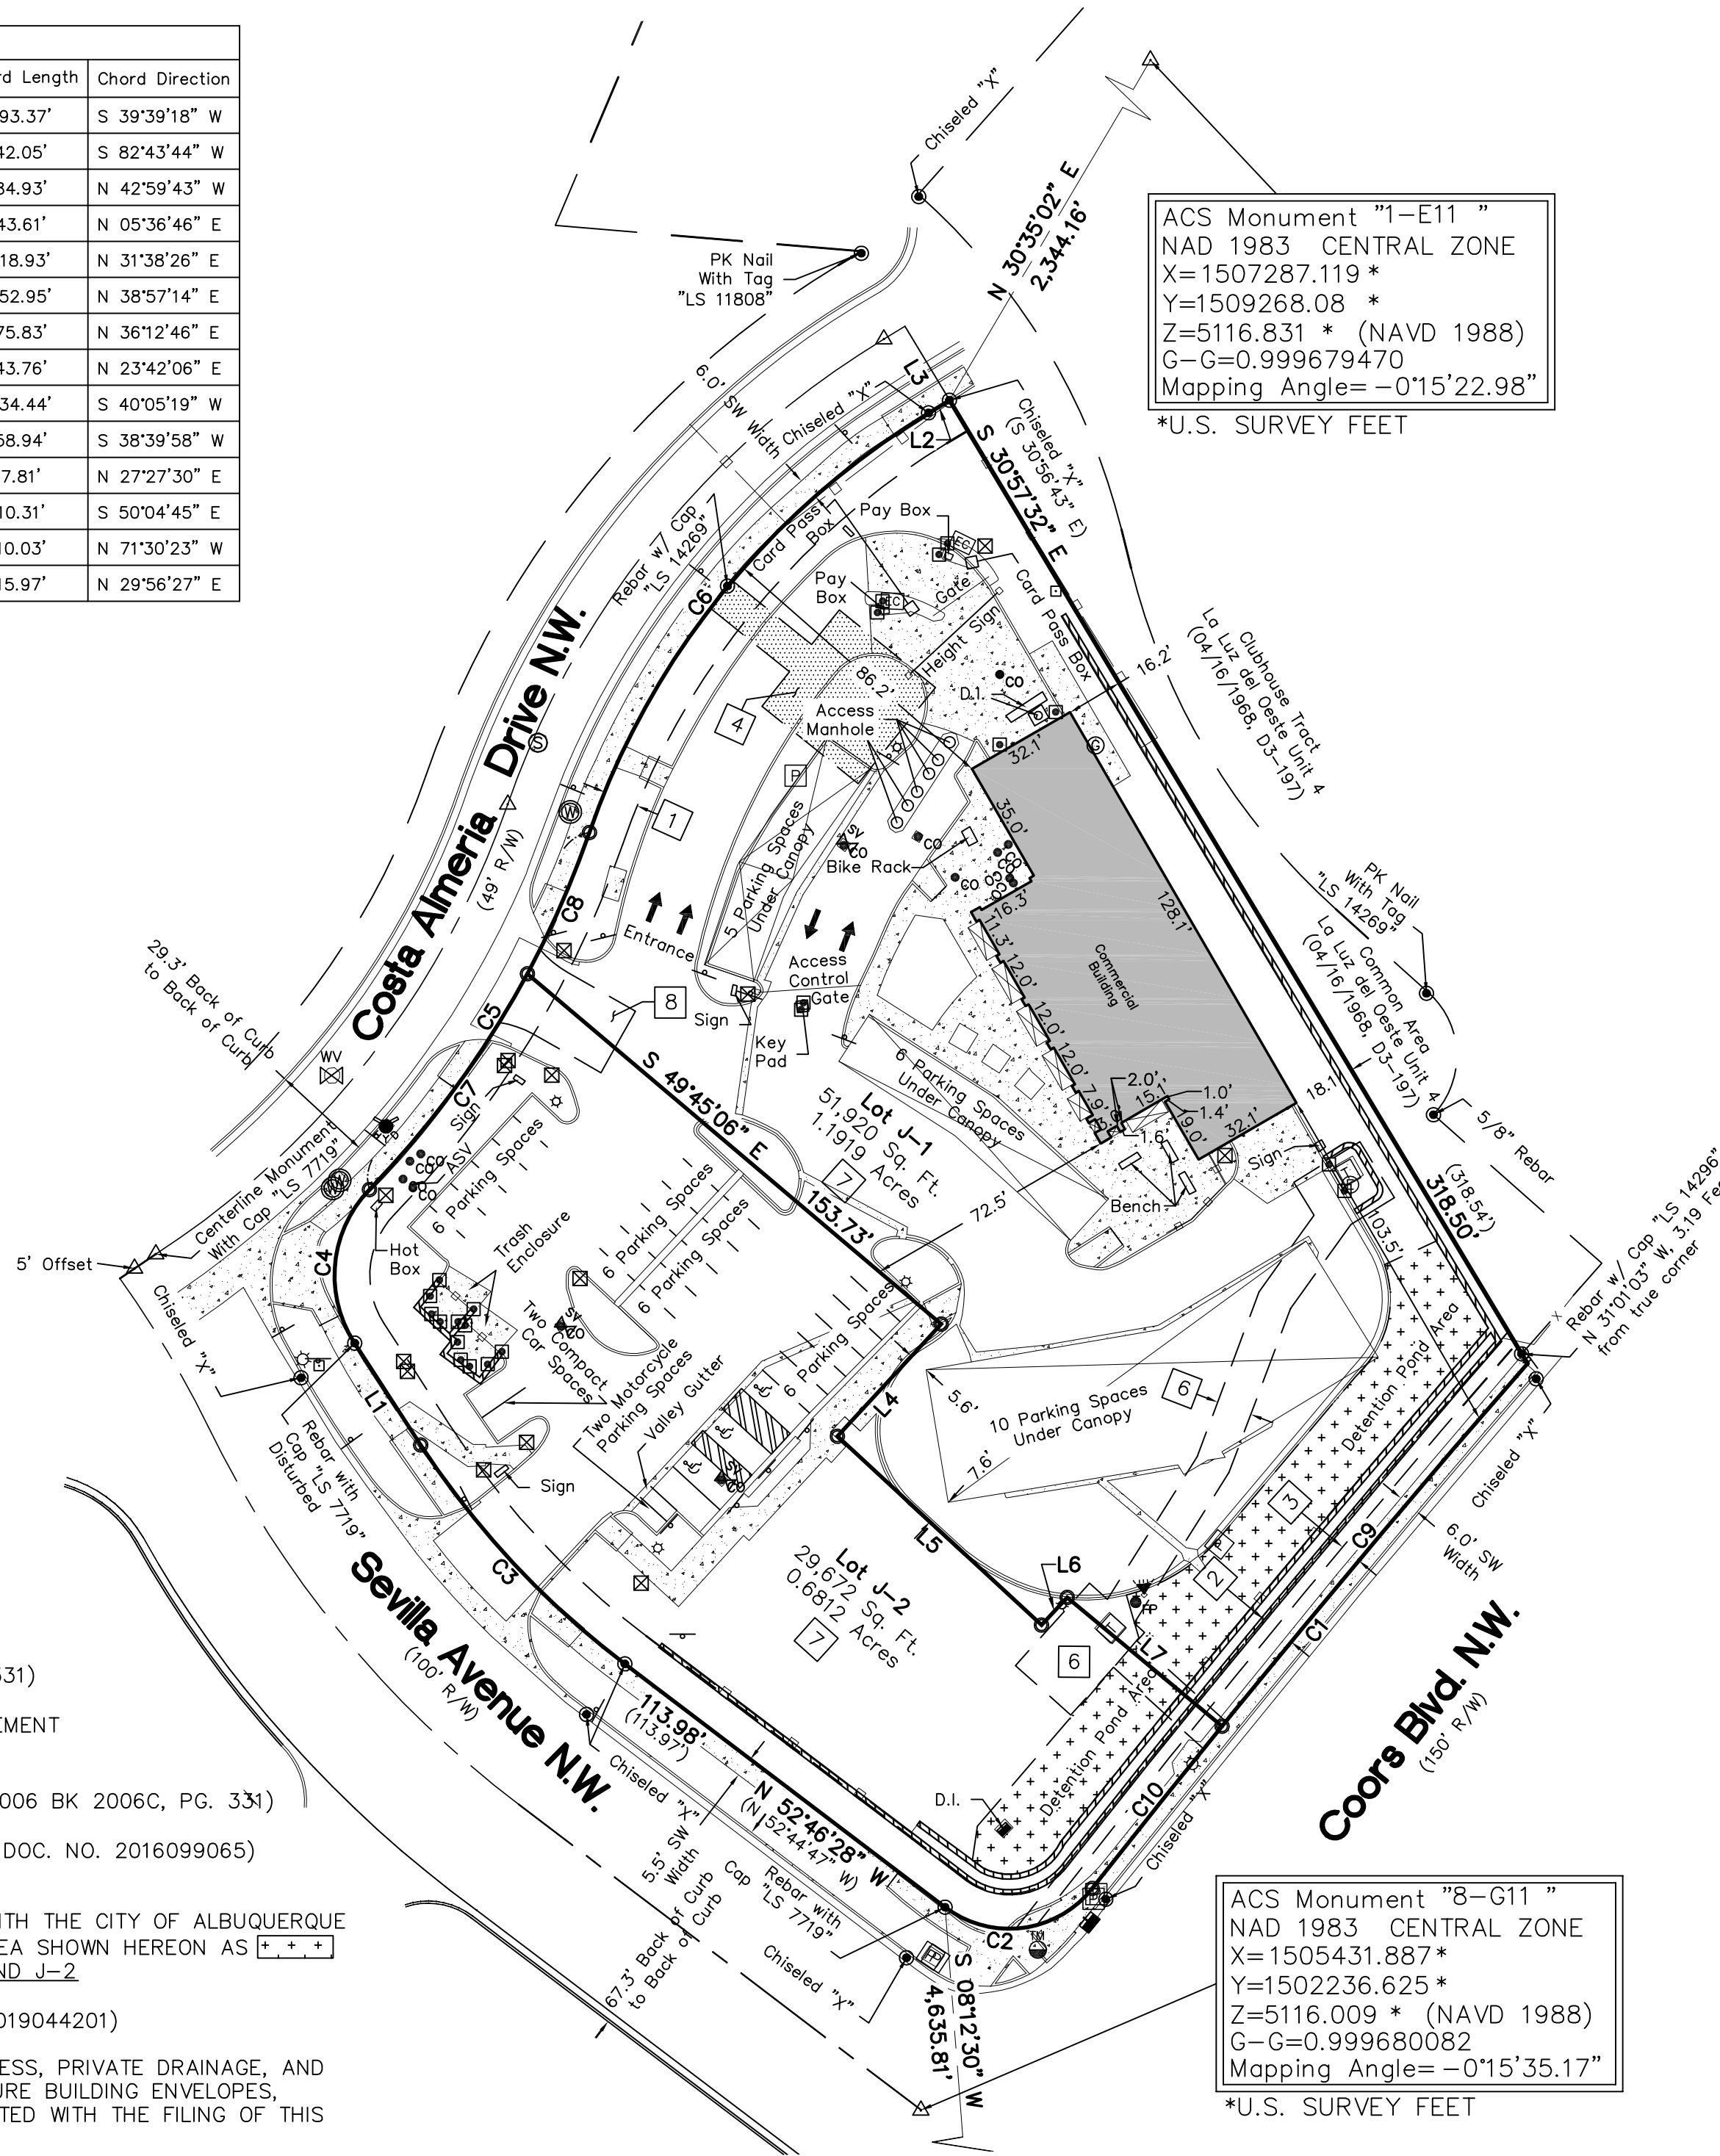 rd Length Chord Direction
93.37' S 39°39'18" W
42.05' S 82°43'44" W
84.93' N 42°59'43" W
43.61' N 05°36'46" E
18.93' N 31°38'26" E
52.95' N 38°57'14" E
75.83' N 36°12'46" E
43.76' N 23°42'06" E
34.44' S 40°05'19" W
58.94' S 38°39'58" W
7.81' N 27°27'30" E
10.31' S 50°04'45" E
10.03' N 71°30'23" W
15.97' N 29°56'27" E
Chiseled "X"
N 30°35'02" E
2,344.16'
ACS Monument "1-E11 "
NAD 1983 CENTRAL ZONE
X=1507287.119 *
Y=1509268.08 *
Z=5116.831 * (NAVD 1988)
G-G=0.999679470
Mapping Angle= -0°15'22.98"
*U.S. SURVEY FEET
PK Nail
With Tag
"LS 11808"
6.0'
SW Width
Chiseled "X"
L3
L2
Chiseled "X"
(S 30°56'43" E)
S 30°57'32" E
Rebar w/ Cap
"LS 14269"
C6
Card Pass
Box
Pay Box
EC
Pay
Box
EC
Gate
Card Pass Box
Height Sign
86.2'
4
Access
Manhole
D.I.
CO
16.2'
Clubhouse Tract
La Luz del Oeste Unit 4
(04/16/1968, D3-197)
Costa Almeria Drive N.W.
(49' R/W)
S
W
1
P
G
32.1'
35.0'
5 Parking Spaces
Under Canopy
SV
CO
CO
Bike Rack
CO
CO
CO
CO
16.3'
11.3'
12.0'
12.0'
12.0'
7.9'
128.1'
Commercial
Building
PK Nail
With Tag
"LS 14269"
Common Area
La Luz del Oeste Unit 4
(04/16/1968, D3-197)
C8
Entrance
Access
Control
Gate
8
Sign
Key
Pad
29.3' Back of Curb
to Back of Curb
WV
C5
C7
Sign
S 49°45'06" E
153.73'
6 Parking Spaces
Under Canopy
Lot J-1
51,920 Sq. Ft.
1.1919 Acres
7
2.0'
15.1'
1.0'
1.4'
1.6'
19.0'
32.1'
18.1'
Sign
5/8" Rebar
Bench
72.5'
103.5'
(318.54')
318.50'
Rebar w/ Cap "LS 14296"
N 31°01'03" W, 3.19 Fee
from true corner
Centerline Monument
With Cap "LS 7719"
5' Offset
CO
CO
CO
ASV
6 Parking Spaces
Hot
Box
C4
Trash
Enclosure
6 Parking Spaces
6 Parking Spaces
SV
CO
Two Compact
Car Spaces
Two Motorcycle
Parking Spaces
Valley Gutter
6 Parking Spaces
Chiseled "X"
L1
Rebar with
Cap "LS 7719"
Disturbed
Sign
SV
CO
L4
5.6'
7.6'
10 Parking Spaces
Under Canopy
6
Detention Pond Area
Chiseled "X"
3
2
C9
6.0' SW
Width
C3
L5
L6
L7
FP
T
P
6
C1
Lot J-2
29,672 Sq. Ft.
0.6812 Acres
7
Sevilla Avenue N.W.
(100' R/W)
113.98'
(113.97')
N 52°46'28" W
(N 52°44'47" W)
Chiseled "X"
5.5' SW
Width
D.I.
Detention Pond Area
C10
Chiseled "X"
Coors Blvd. N.W.
(150' R/W)
Rebar with
Cap "LS 7719"
Chiseled "X"
67.3' Back of Curb
to Back of Curb
C2
TM
S 08°12'30" W
4,635.81'
ACS Monument "8-G11 "
NAD 1983 CENTRAL ZONE
X=1505431.887 *
Y=1502236.625 *
Z=5116.009 * (NAVD 1988)
G-G=0.999680082
Mapping Angle= -0°15'35.17"
*U.S. SURVEY FEET
531)
EMENT
006 BK 2006C, PG. 331)
DOC. NO. 2016099065)
ITH THE CITY OF ALBUQUERQUE
EA SHOWN HEREON AS
ND J-2
019044201)
ESS, PRIVATE DRAINAGE, AND
URE BUILDING ENVELOPES,
TED WITH THE FILING OF THIS